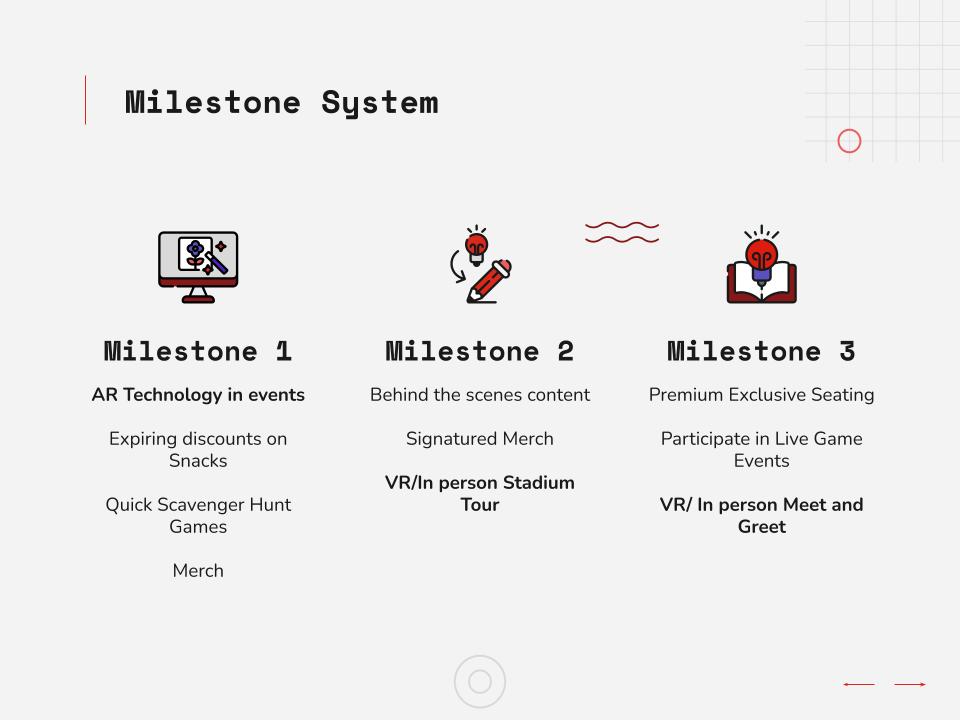 Milestone System
Milestone 1
AR Technology in events
Expiring discounts on
Snacks
Quick Scavenger Hunt
Games
Merch
Milestone 2
Behind the scenes content
Signatured Merch
VR/In person Stadium
Tour
Milestone 3
Premium Exclusive Seating
Participate in Live Game
Events
VR/ In person Meet and
Greet